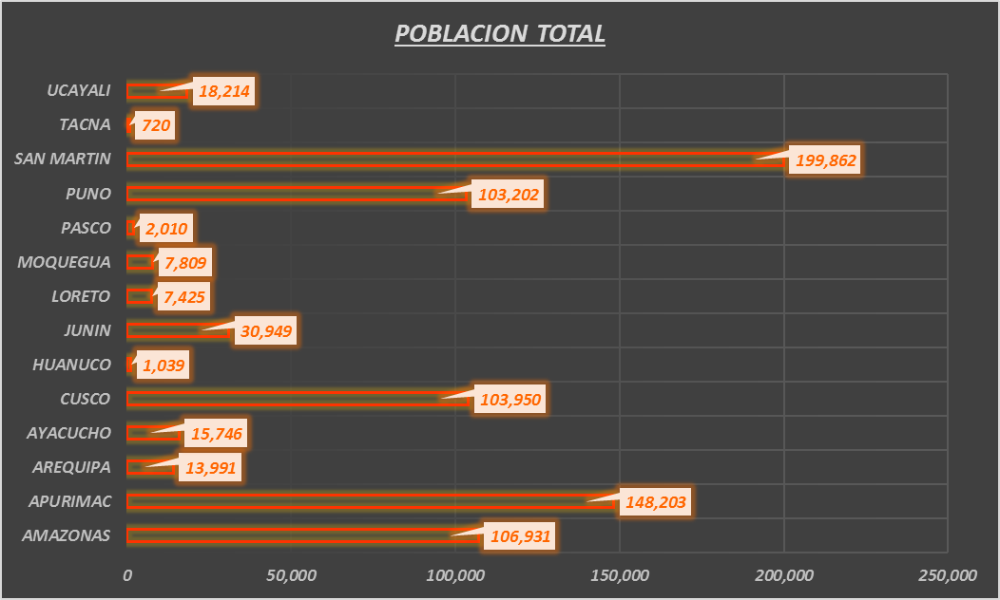 POBLACION TOTAL
UCAYALI 18,214
TACNA 720
SAN MARTIN 199,862
PUNO 103,202
PASCO 2,010
MOQUEGUA 7,809
LORETO 7,425
JUNIN 30,949
HUANUCO 1,039
CUSCO 103,950
AYACUCHO 15,746
AREQUIPA 13,991
APURIMAC 148,203
AMAZONAS 106,931
0 50,000 100,000 150,000 200,000 250,000